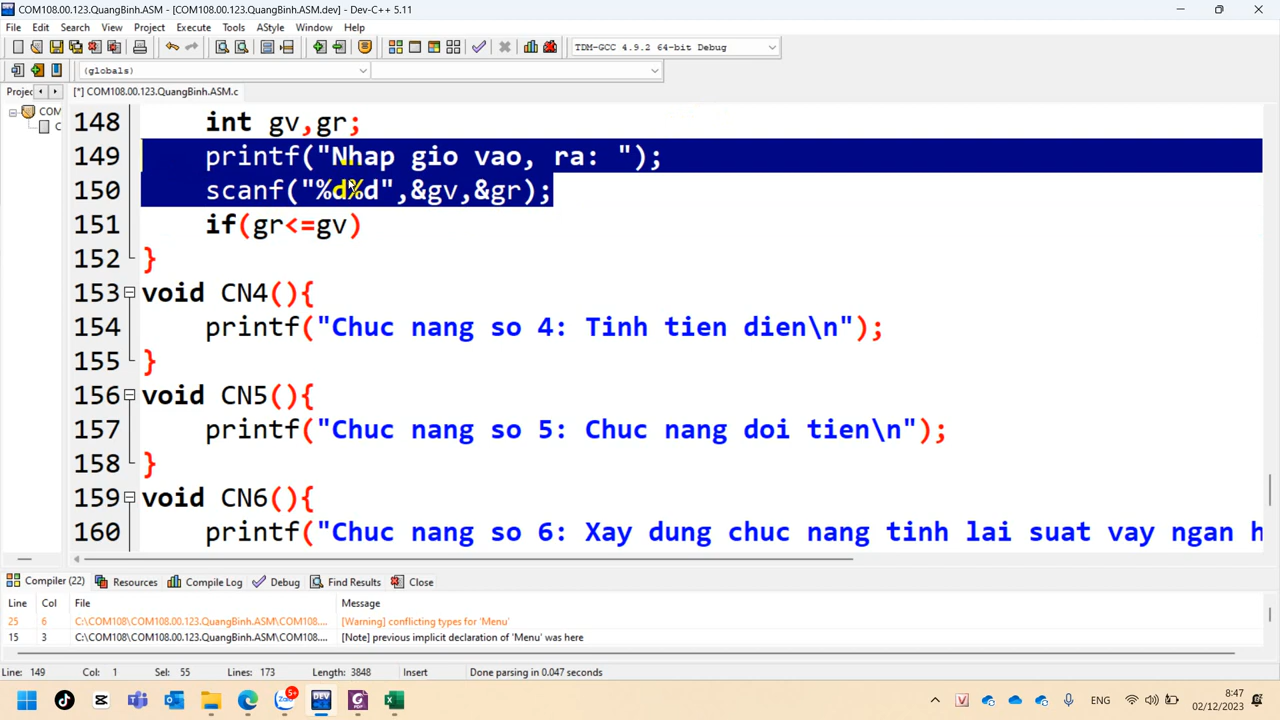 COM108.00.123.QuangBinh.ASM - [COM108.00.123.QuangBinh.ASM.dev] - Dev-C++ 5.11
File Edit Search View Project Execute Tools AStyle Window Help
TDM-GCC 4.9.2 64-bit Debug
(globals)
Projec [*] COM108.00.123.QuangBinh.ASM.c
COM
C
148 int gv,gr;
149 printf("Nhap gio vao, ra: ");
150 scanf("%d%d",&gv,&gr);
151 if(gr<=gv)
152 }
153 void CN4(){
154 printf("Chuc nang so 4: Tinh tien dien\n");
155 }
156 void CN5(){
157 printf("Chuc nang so 5: Chuc nang doi tien\n");
158 }
159 void CN6(){
160 printf("Chuc nang so 6: Xay dung chuc nang tinh lai suat vay ngan h
Compiler (22) Resources Compile Log Debug Find Results Close
Line Col File Message
25 6 C:\COM108\COM108.00.123.QuangBinh.ASM\COM108.... [Warning] conflicting types for 'Menu'
15 3 C:\COM108\COM108.00.123.QuangBinh.ASM\COM108.... [Note] previous implicit declaration of 'Menu' was here
Line: 149 Col: 1 Sel: 55 Lines: 173 Length: 3848 Insert Done parsing in 0.047 seconds
5+ DEV V ENG 8:47
02/12/2023